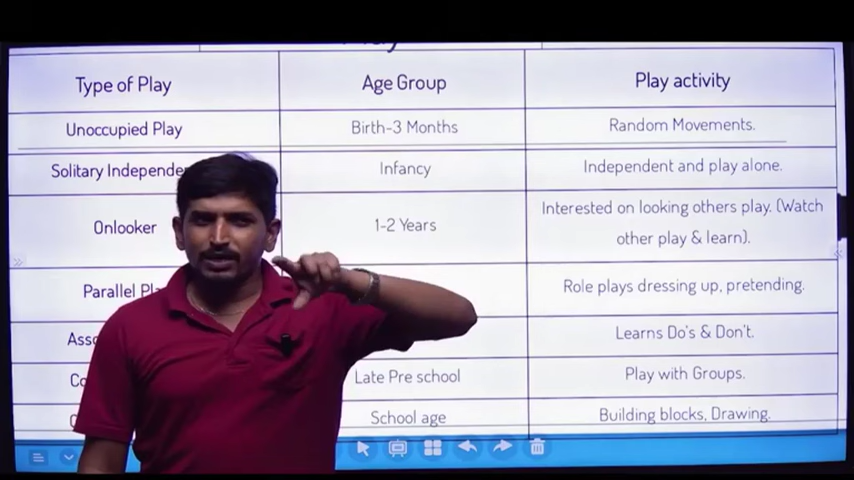 Type of Play Age Group Play activity
Unoccupied Play Birth-3 Months Random Movements.
Solitary Infancy Independent and play alone.
Onlooker 1-2 Years Interested on looking others play. (Watch
other play & learn).
Parallel Role plays dressing up, pretending.
Learns Do's & Don't.
Late Pre school Play with Groups.
School age Building blocks, Drawing.